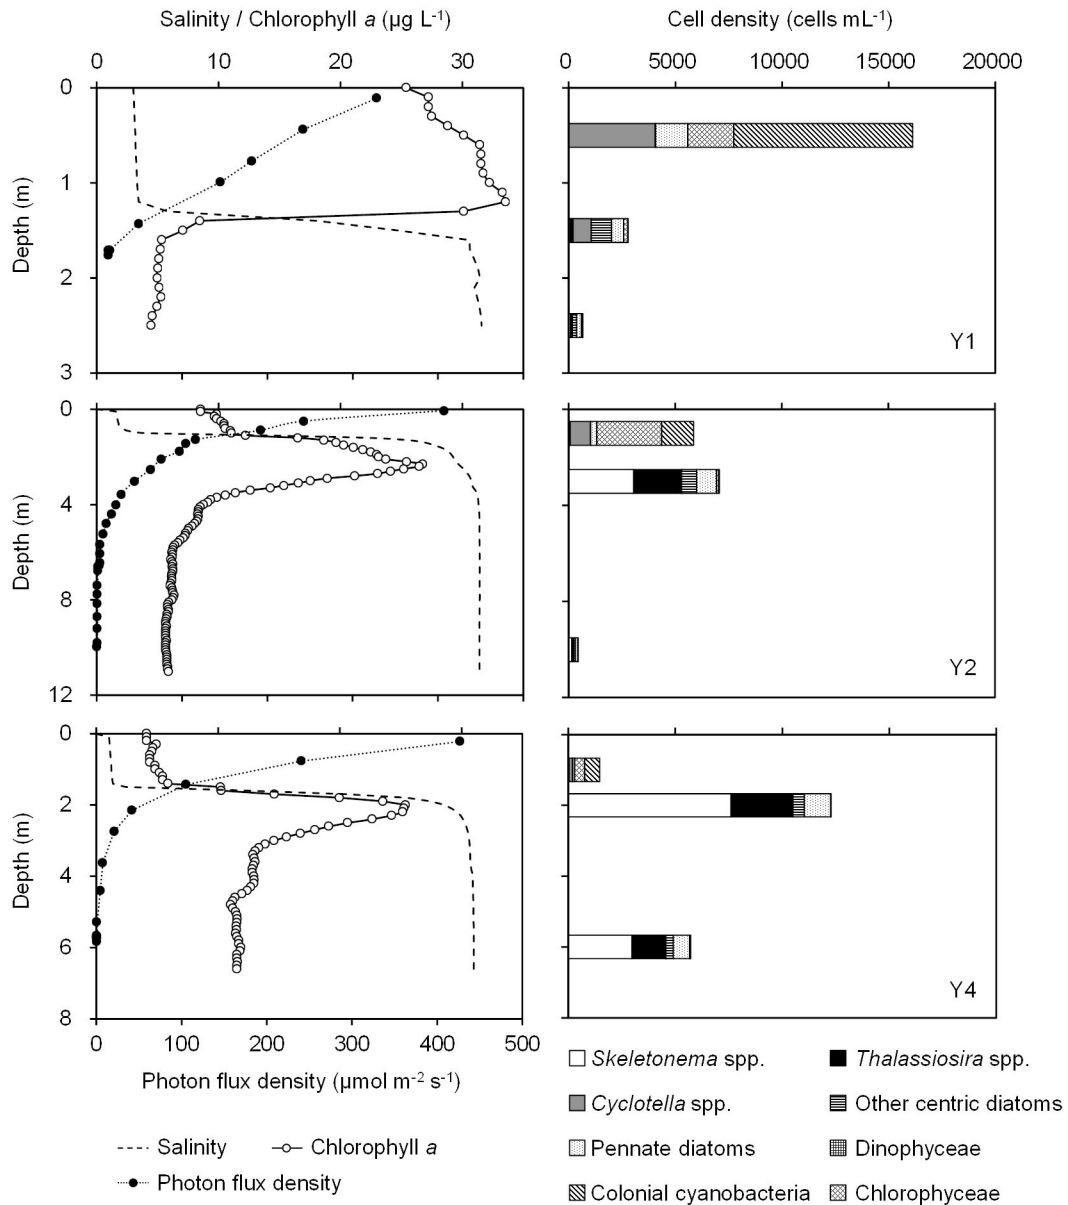 Salinity / Chlorophyll a (µg L-1)
Cell density (cells mL-1)
0 10 20 30
0 5000 10000 15000 20000
0
1
2
3
Depth (m)
Y1
0
4
8
12
Depth (m)
Y2
0
2
4
6
8
Depth (m)
Y4
0 100 200 300 400 500
Photon flux density (µmol m-2 s-1)
Salinity
Chlorophyll a
Photon flux density
Skeletonema spp.
Thalassiosira spp.
Cyclotella spp.
Other centric diatoms
Pennate diatoms
Dinophyceae
Colonial cyanobacteria
Chlorophyceae